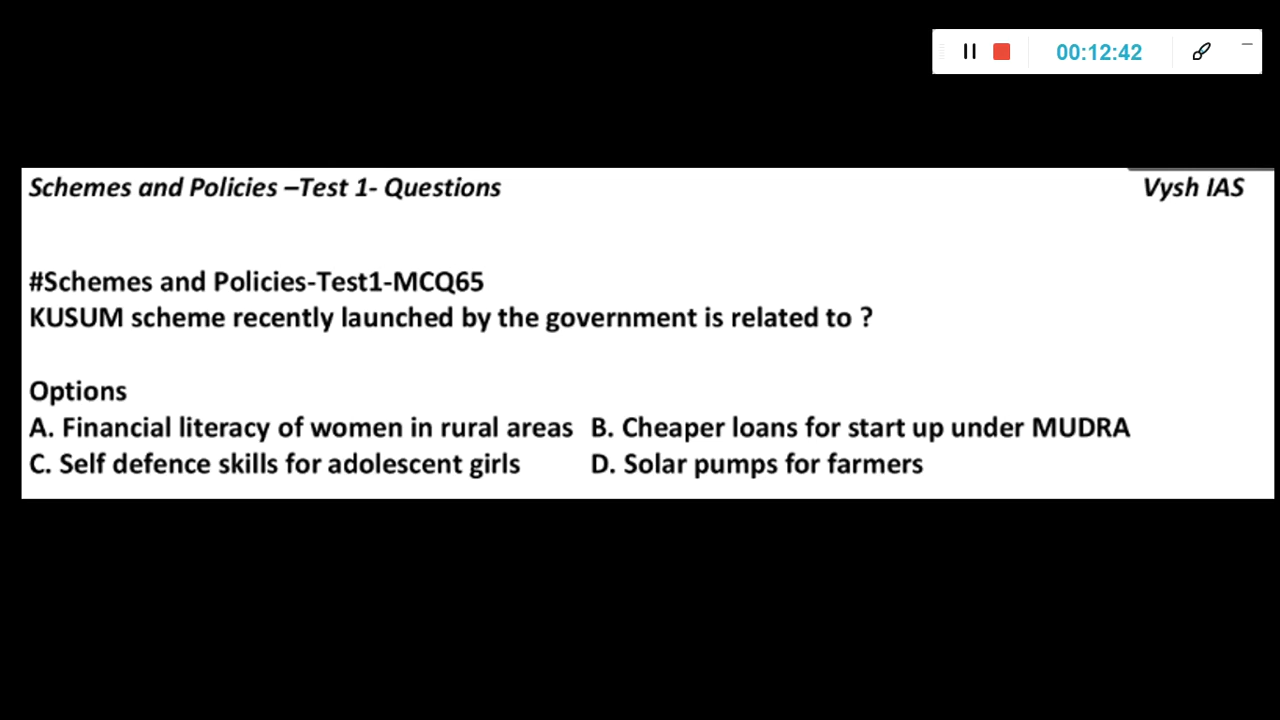 00:12:42
Schemes and Policies –Test 1- Questions Vysh IAS
#Schemes and Policies-Test1-MCQ65
KUSUM scheme recently launched by the government is related to ?
Options
A. Financial literacy of women in rural areas B. Cheaper loans for start up under MUDRA
C. Self defence skills for adolescent girls D. Solar pumps for farmers